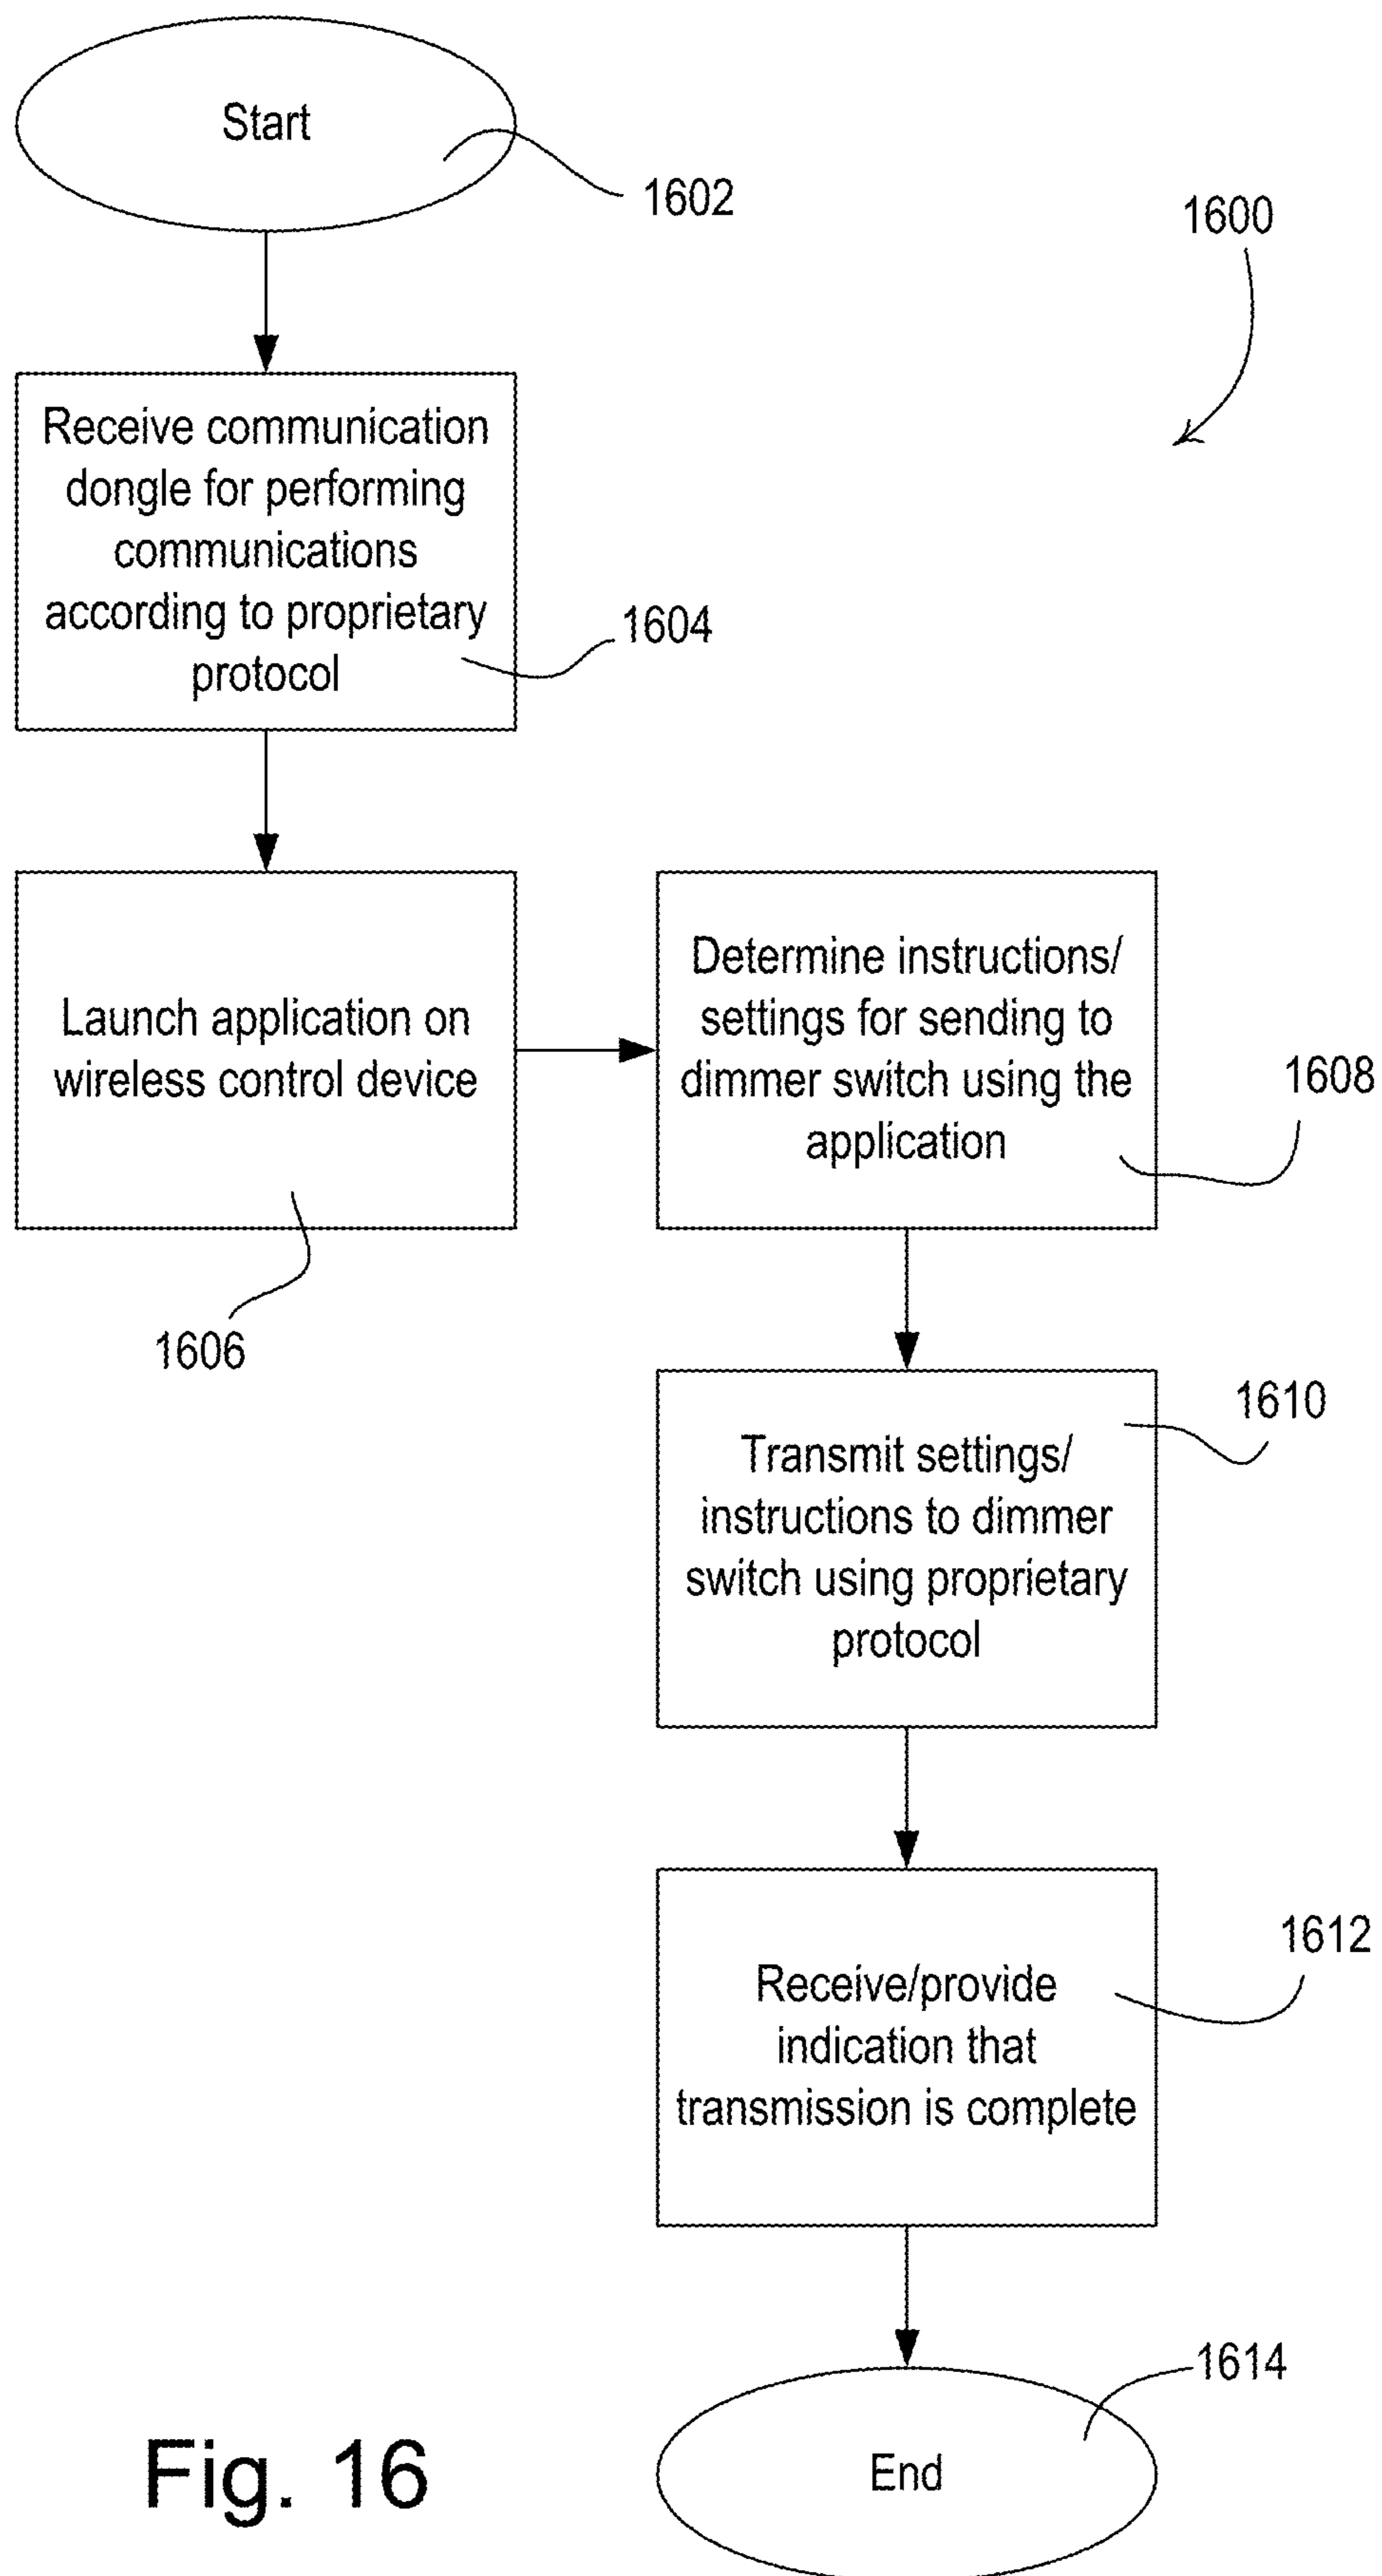 Start
1602
1600
Receive communication
dongle for performing
communications
according to proprietary
protocol
1604
Launch application on
wireless control device
1606
Determine instructions/
settings for sending to
dimmer switch using the
application
1608
Transmit settings/
instructions to dimmer
switch using proprietary
protocol
1610
Receive/provide
indication that
transmission is complete
1612
End
1614
Fig. 16